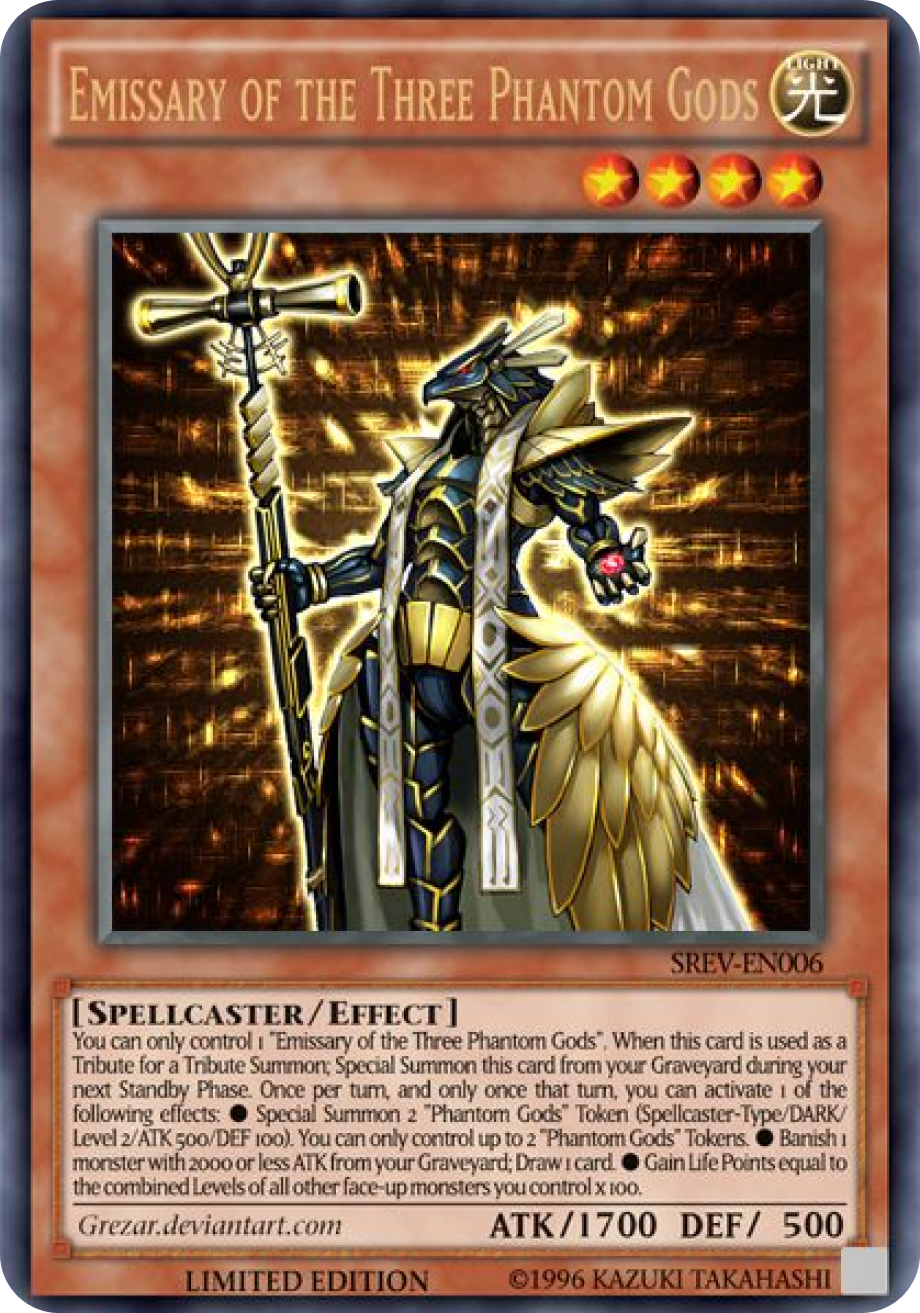 EMISSARY OF THE THREE PHANTOM GODS
LIGHT
光
SREV-EN006
[SPELLCASTER/EFFECT]
You can only control 1 "Emissary of the Three Phantom Gods". When this card is used as a
Tribute for a Tribute Summon; Special Summon this card from your Graveyard during your
next Standby Phase. Once per turn, and only once that turn, you can activate 1 of the
following effects: ● Special Summon 2 "Phantom Gods" Token (Spellcaster-Type/DARK/
Level 2/ATK 500/DEF 100). You can only control up to 2 "Phantom Gods" Tokens. ● Banish 1
monster with 2000 or less ATK from your Graveyard; Draw 1 card. ● Gain Life Points equal to
the combined Levels of all other face-up monsters you control x 100.
Grezar.deviantart.com ATK/1700 DEF/ 500
LIMITED EDITION ©1996 KAZUKI TAKAHASHI